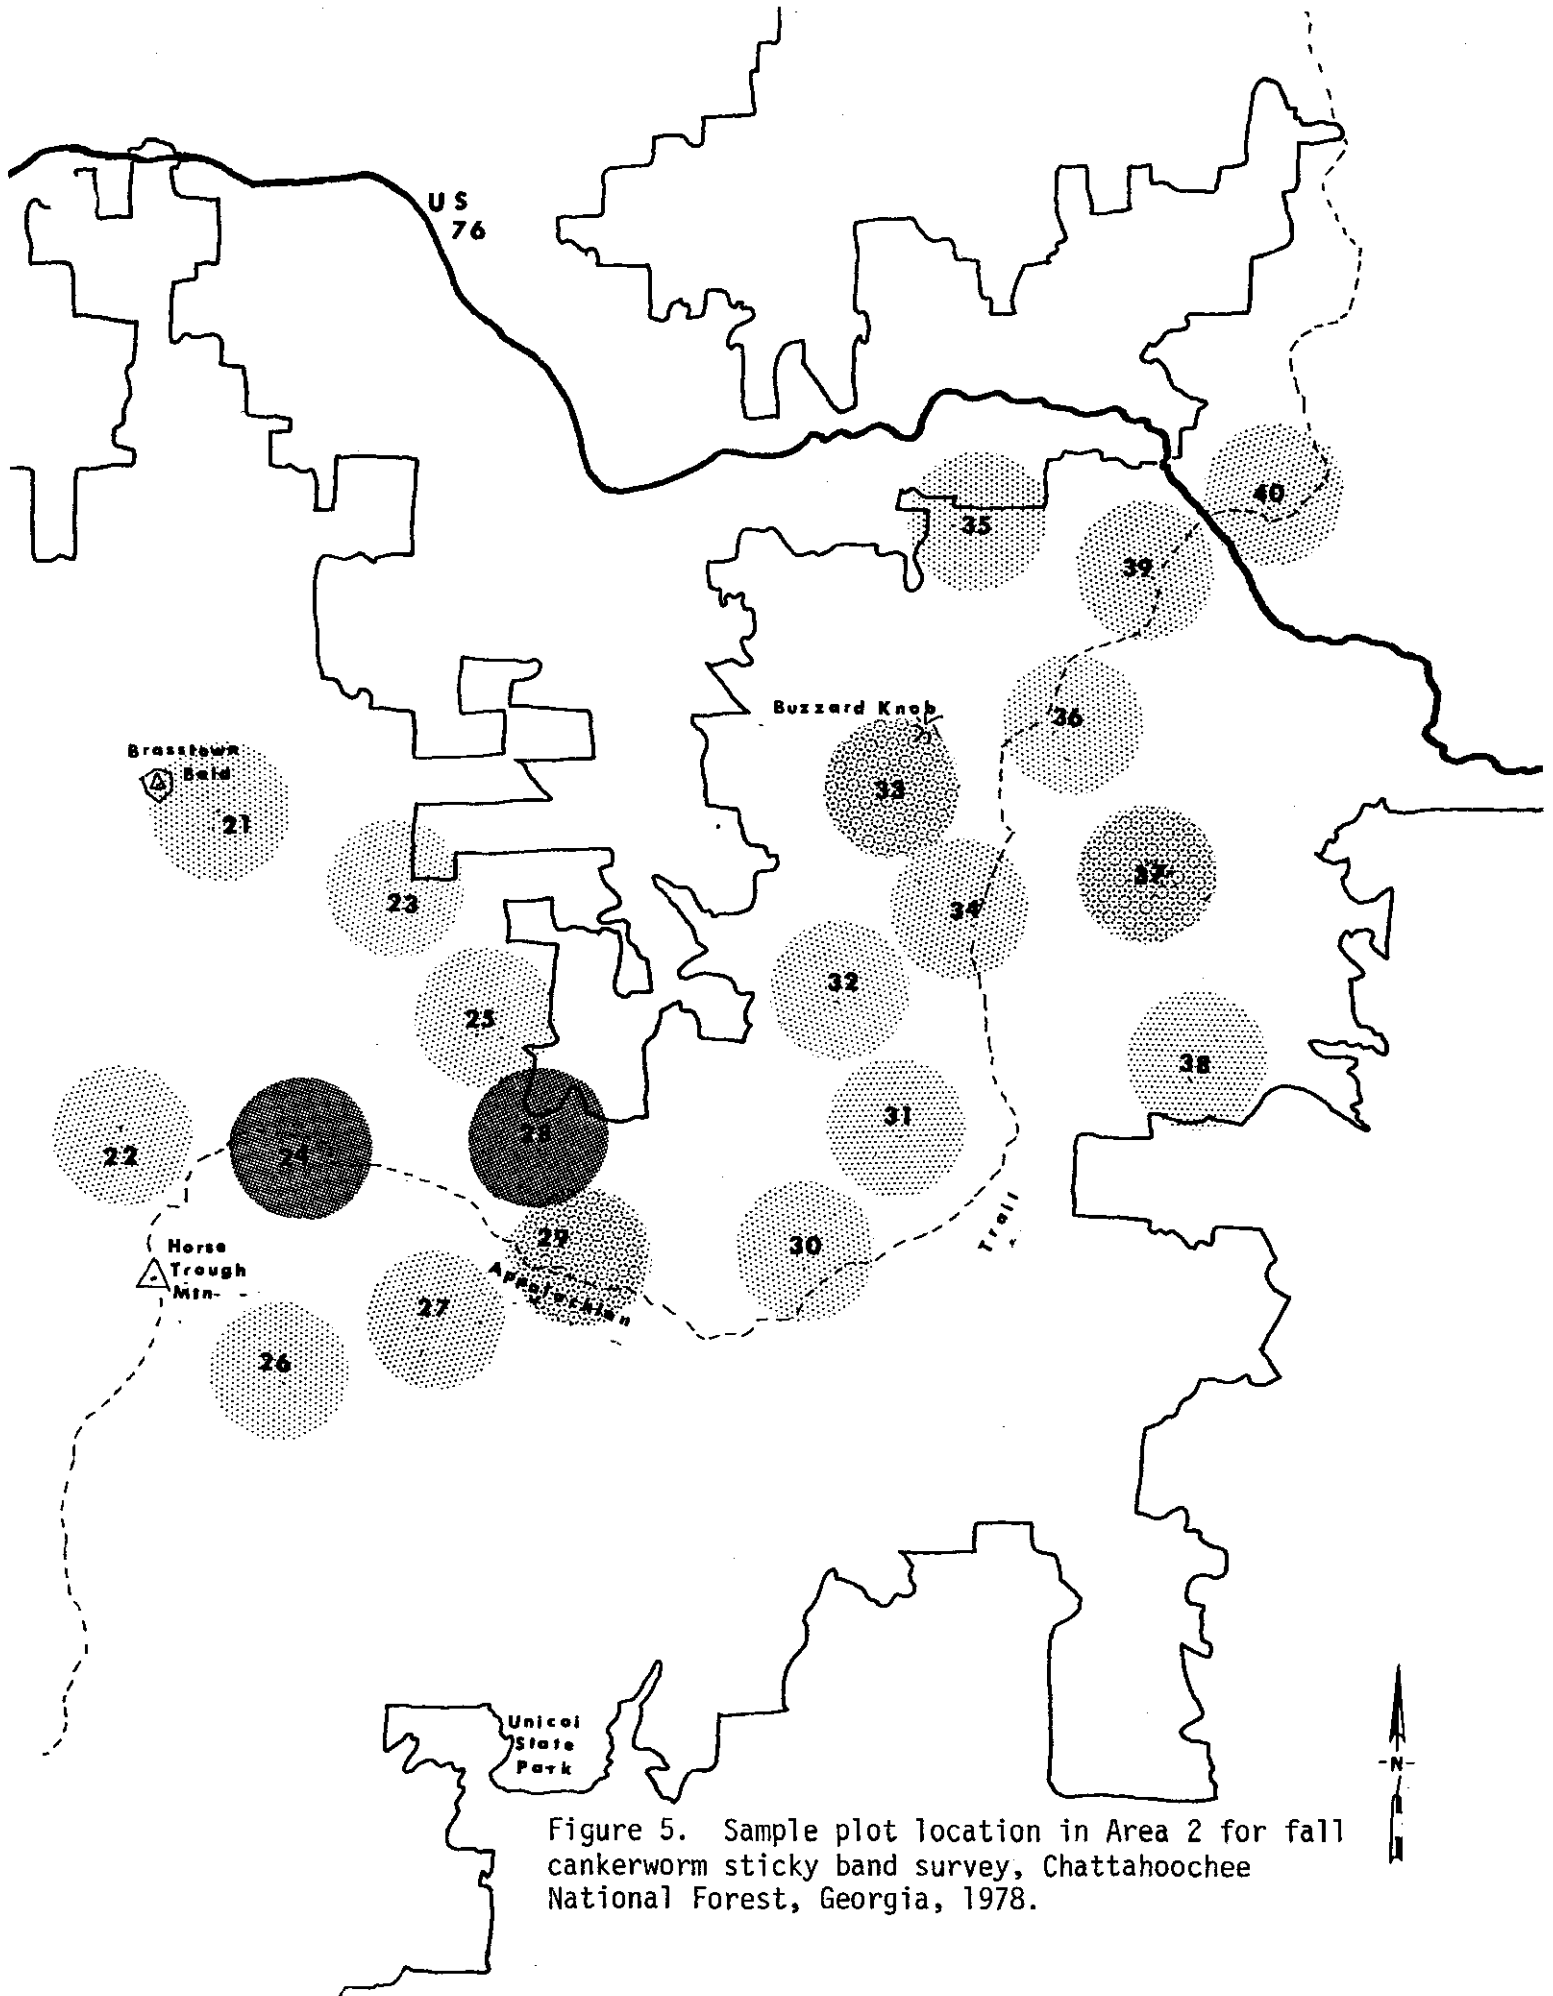 US
76
40
35
39
Buzzard Knob
36
Brasstown
Bald
33
21
37
23
34
32
25
38
31
28
22
24
29
30
Trail
Horse
Trough
Mtn
Appalachian
27
26
Unicoi
State
Park
N
Figure 5. Sample plot location in Area 2 for fall
cankerworm sticky band survey, Chattahoochee
National Forest, Georgia, 1978.